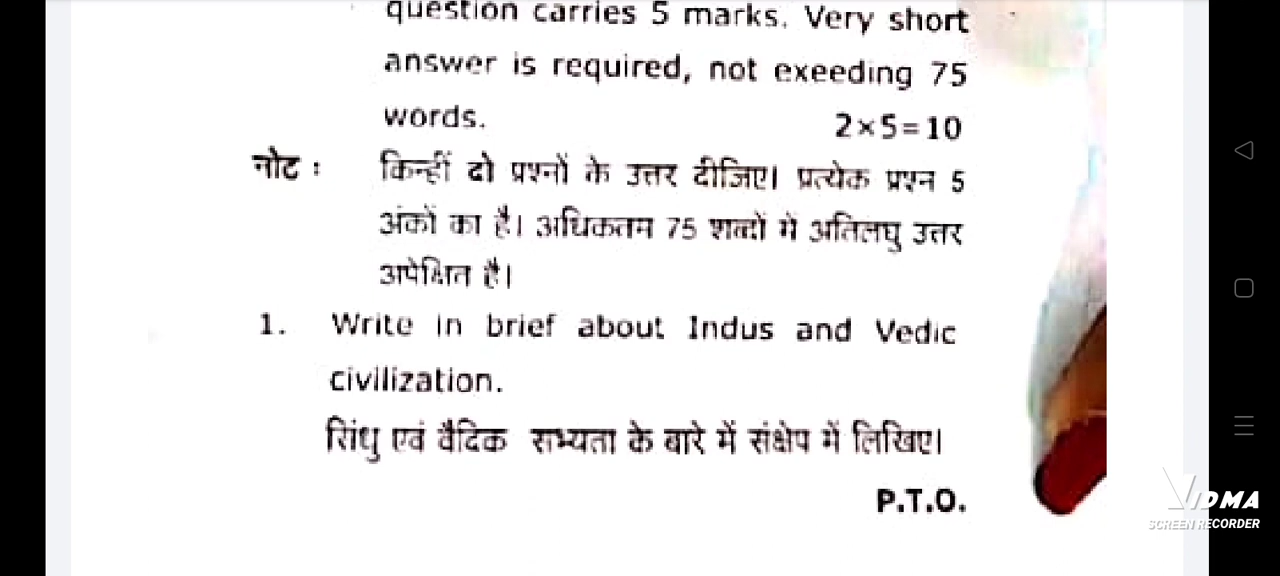 question carries 5 marks. Very short
answer is required, not exeeding 75
words. 2×5=10
नोट : किन्हीं दो प्रश्नों के उत्तर दीजिए। प्रत्येक प्रश्न 5
अंकों का है। अधिकतम 75 शब्दों में अतिलघु उत्तर
अपेक्षित है।
1. Write in brief about Indus and Vedic
civilization.
सिंधु एवं वैदिक सभ्यता के बारे में संक्षेप में लिखिए।
P.T.O.
VIDMA
SCREEN RECORDER